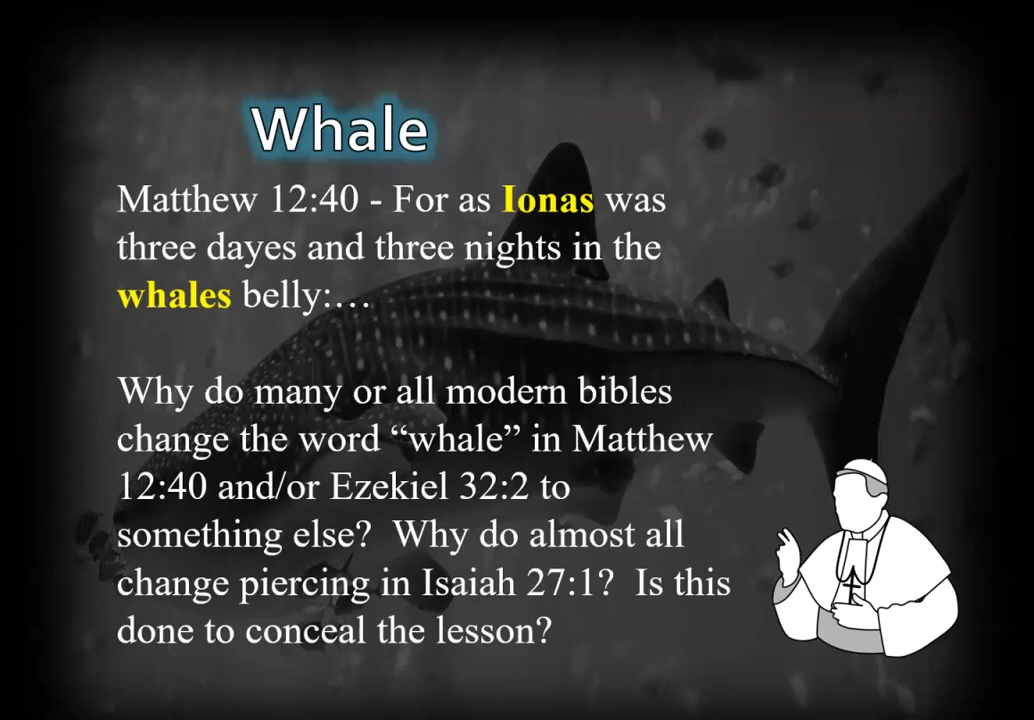 Whale
Matthew 12:40 - For as Ionas was
three dayes and three nights in the
whales belly:…
Why do many or all modern bibles
change the word “whale” in Matthew
12:40 and/or Ezekiel 32:2 to
something else?  Why do almost all
change piercing in Isaiah 27:1?  Is this
done to conceal the lesson?